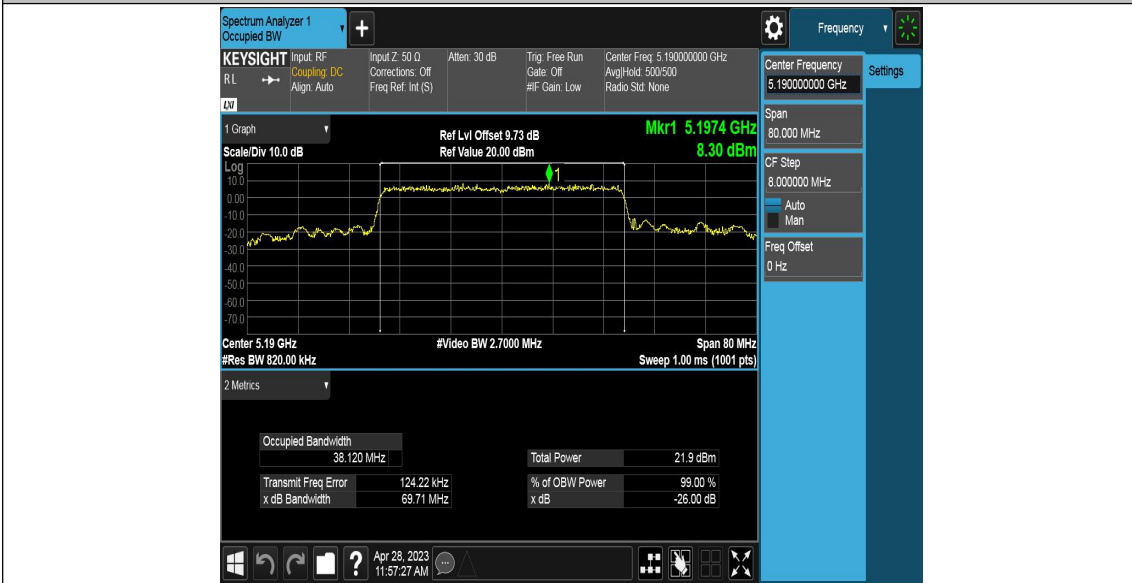 Spectrum Analyzer 1
Occupied BW
+
Frequency
KEYSIGHT
RL
LXI
Input: RF
Coupling: DC
Align: Auto
Input Z: 50 Ω
Corrections: Off
Freq Ref: Int (S)
Atten: 30 dB
Trig: Free Run
Gate: Off
#IF Gain: Low
Center Freq: 5.190000000 GHz
Avg|Hold: 500/500
Radio Std: None
1 Graph
Scale/Div 10.0 dB
Ref Lvl Offset 9.73 dB
Ref Value 20.00 dBm
Mkr1 5.1974 GHz
8.30 dBm
Log
10.0
0.00
-10.0
-20.0
-30.0
-40.0
-50.0
-60.0
-70.0
1
Center 5.19 GHz
#Res BW 820.00 kHz
#Video BW 2.7000 MHz
Span 80 MHz
Sweep 1.00 ms (1001 pts)
2 Metrics
Occupied Bandwidth
38.120 MHz
Transmit Freq Error 124.22 kHz
x dB Bandwidth 69.71 MHz
Total Power 21.9 dBm
% of OBW Power 99.00 %
x dB -26.00 dB
Center Frequency
5.190000000 GHz
Span
80.000 MHz
CF Step
8.000000 MHz
Auto
Man
Freq Offset
0 Hz
Settings
?
Apr 28, 2023
11:57:27 AM